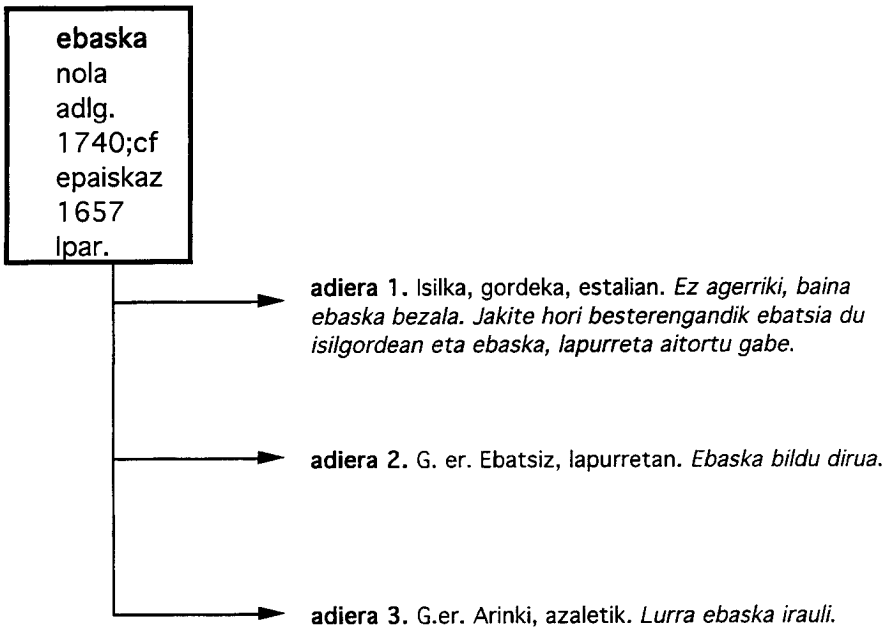 ebaska
nola
adlg.
1740;cf
epaiskaz
1657
Ipar.
adiera 1. Isilka, gordeka, estalian. Ez agerriki, baina
ebaska bezala. Jakite hori besterengandik ebatsia du
isilgordean eta ebaska, lapurreta aitortu gabe.
adiera 2. G. er. Ebatsiz, lapurretan. Ebaska bildu dirua.
adiera 3. G.er. Arinki, azaletik. Lurra ebaska irauli.